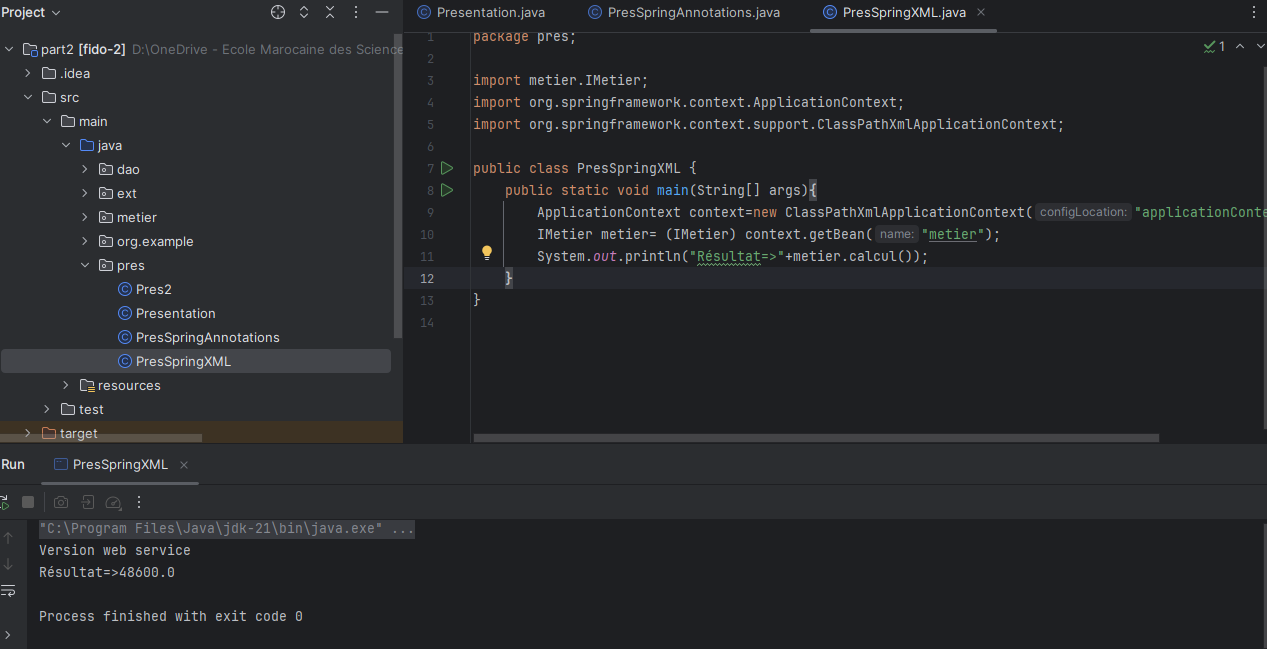 Project
Presentation.java
PresSpringAnnotations.java
PresSpringXML.java
part2 [fido-2] D:\OneDrive - Ecole Marocaine des Science
.idea
src
main
java
dao
ext
metier
org.example
pres
Pres2
Presentation
PresSpringAnnotations
PresSpringXML
resources
test
target
1
1 package pres;
2
3 import metier.IMetier;
4 import org.springframework.context.ApplicationContext;
5 import org.springframework.context.support.ClassPathXmlApplicationContext;
6
7 public class PresSpringXML {
8 public static void main(String[] args){
9 ApplicationContext context=new ClassPathXmlApplicationContext( configLocation: "applicationConte
10 IMetier metier= (IMetier) context.getBean( name: "metier");
11 System.out.println("Résultat=>"+metier.calcul());
12 }
13 }
14
Run
PresSpringXML
"C:\Program Files\Java\jdk-21\bin\java.exe" ...
Version web service
Résultat=>48600.0
Process finished with exit code 0